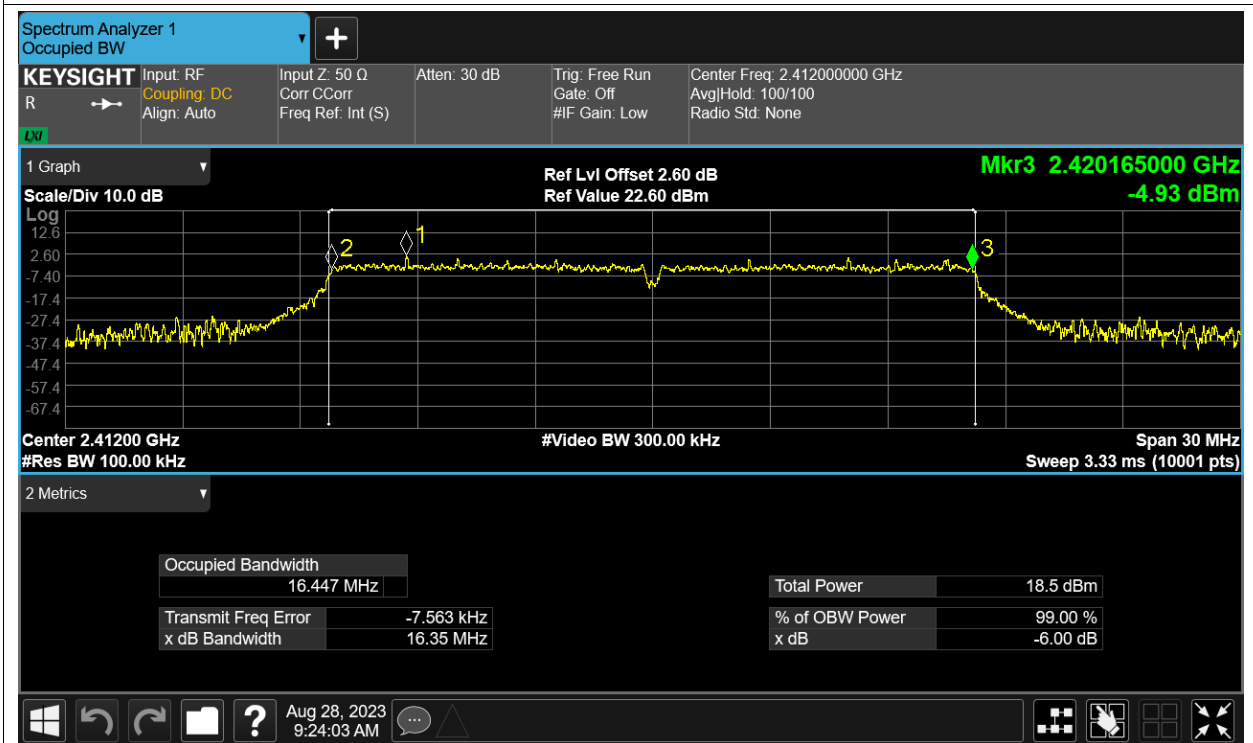 Spectrum Analyzer 1
Occupied BW
KEYSIGHT
R
LXI
Input: RF
Coupling: DC
Align: Auto
Input Z: 50 Ω
Corr CCorr
Freq Ref: Int (S)
Atten: 30 dB
Trig: Free Run
Gate: Off
#IF Gain: Low
Center Freq: 2.412000000 GHz
Avg|Hold: 100/100
Radio Std: None
1 Graph
Scale/Div 10.0 dB
Ref Lvl Offset 2.60 dB
Ref Value 22.60 dBm
Mkr3 2.420165000 GHz
-4.93 dBm
Log
12.6
2.60
-7.40
-17.4
-27.4
-37.4
-47.4
-57.4
-67.4
2
1
3
Center 2.41200 GHz
#Res BW 100.00 kHz
#Video BW 300.00 kHz
Span 30 MHz
Sweep 3.33 ms (10001 pts)
2 Metrics
Occupied Bandwidth
16.447 MHz
Transmit Freq Error -7.563 kHz
x dB Bandwidth 16.35 MHz
Total Power 18.5 dBm
% of OBW Power 99.00 %
x dB -6.00 dB
?
Aug 28, 2023
9:24:03 AM